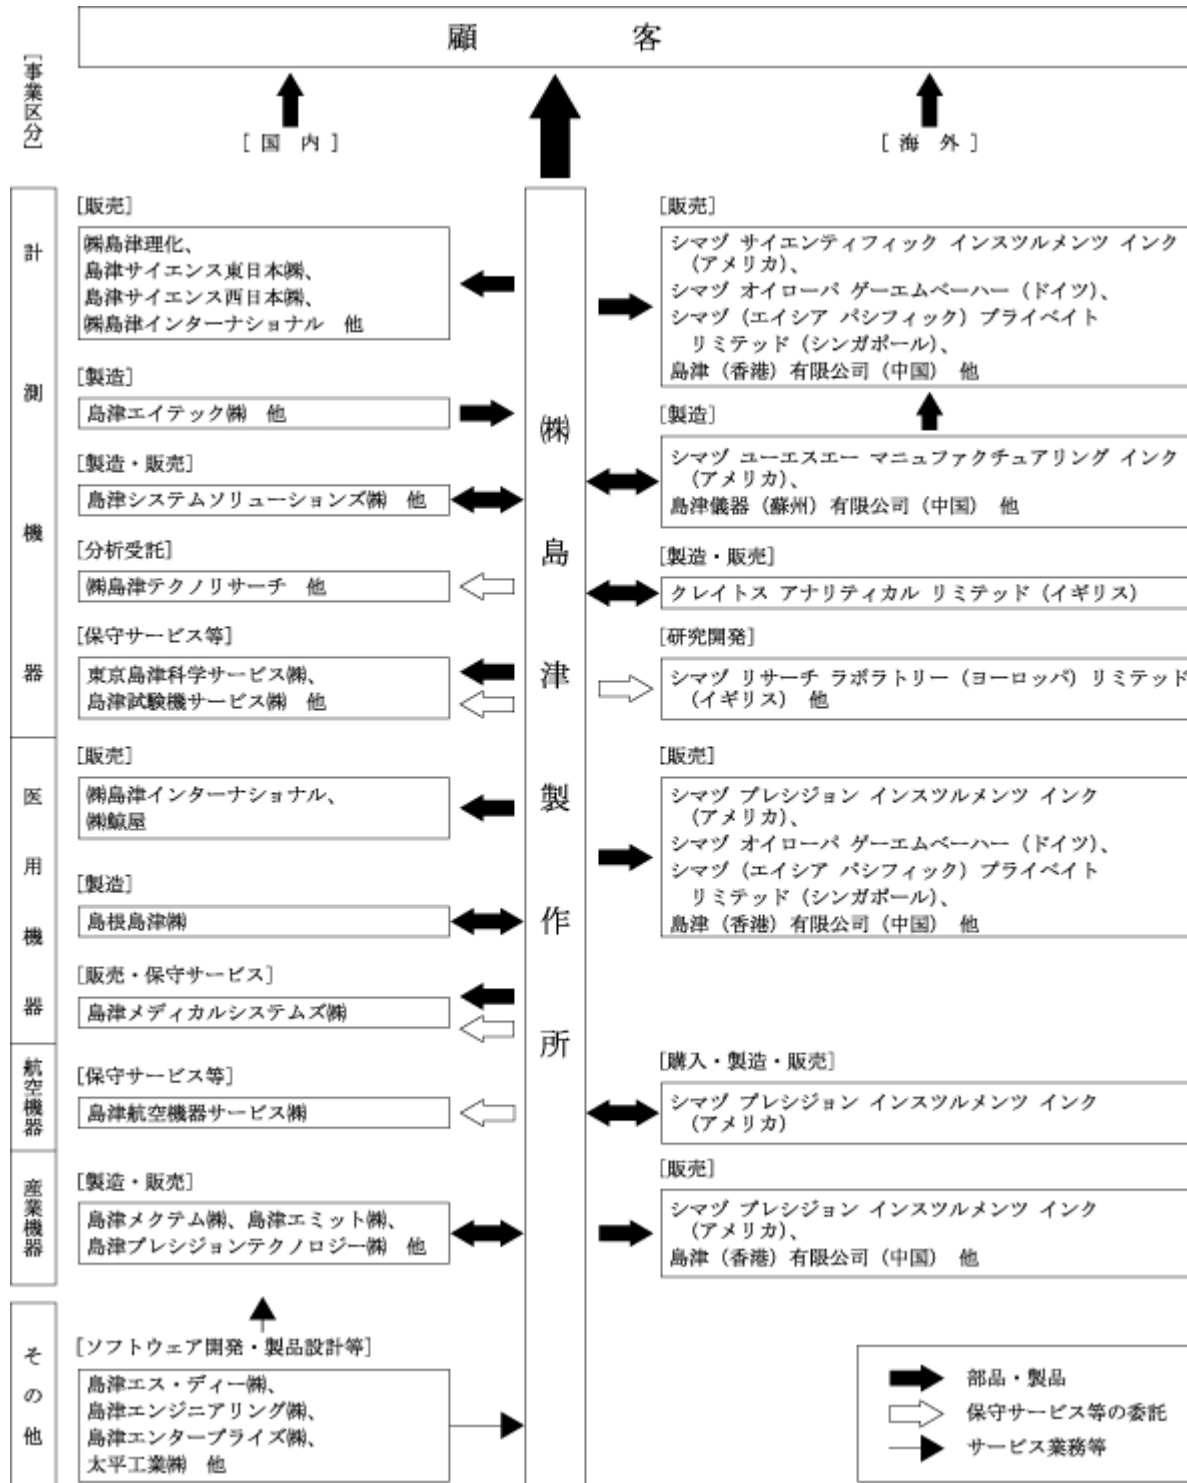 顧客
[事業区分]
[国内]
[海外]
計測機器
[販売]
㈱島津理化、
島津サイエンス東日本㈱、
島津サイエンス西日本㈱、
㈱島津インターナショナル 他
[製造]
島津エイテック㈱ 他
[製造・販売]
島津システムソリューションズ㈱ 他
[分析受託]
㈱島津テクノリサーチ 他
[保守サービス等]
東京島津科学サービス㈱、
島津試験機サービス㈱ 他
医用機器
[販売]
㈱島津インターナショナル、
㈱鯨屋
[製造]
島根島津㈱
[販売・保守サービス]
島津メディカルシステムズ㈱
航空機器
[保守サービス等]
島津航空機器サービス㈱
産業機器
[製造・販売]
島津メクテム㈱、島津エミット㈱、
島津プレシジョンテクノロジー㈱ 他
その他
[ソフトウェア開発・製品設計等]
島津エス・ディー㈱、
島津エンジニアリング㈱、
島津エンタープライズ㈱、
太平工業㈱ 他
㈱島津製作所
[販売]
シマヅ サイエンティフィック インスツルメンツ インク
(アメリカ)、
シマヅ オイローパ ゲーエムベーハー (ドイツ)、
シマヅ (エイシア パシフィック) プライベイト
リミテッド (シンガポール)、
島津 (香港) 有限公司 (中国) 他
[製造]
シマヅ ユーエスエー マニュファクチュアリング インク
(アメリカ)、
島津儀器 (蘇州) 有限公司 (中国) 他
[製造・販売]
クレイトス アナリティカル リミテッド (イギリス)
[研究開発]
シマヅ リサーチ ラボラトリー (ヨーロッパ) リミテッド
(イギリス) 他
[販売]
シマヅ プレシジョン インスツルメンツ インク
(アメリカ)、
シマヅ オイローパ ゲーエムベーハー (ドイツ)、
シマヅ (エイシア パシフィック) プライベイト
リミテッド (シンガポール)、
島津 (香港) 有限公司 (中国) 他
[購入・製造・販売]
シマヅ プレシジョン インスツルメンツ インク
(アメリカ)
[販売]
シマヅ プレシジョン インスツルメンツ インク
(アメリカ)、
島津 (香港) 有限公司 (中国) 他
部品・製品
保守サービス等の委託
サービス業務等